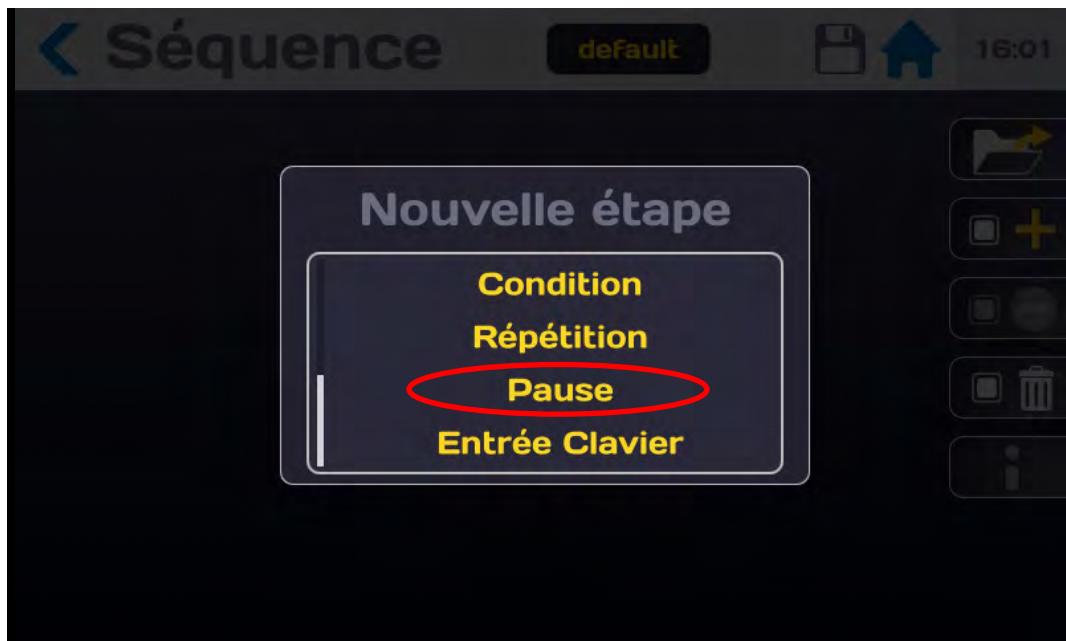 Séquence default 16:01
Nouvelle étape
Condition
Répétition
Pause
Entrée Clavier